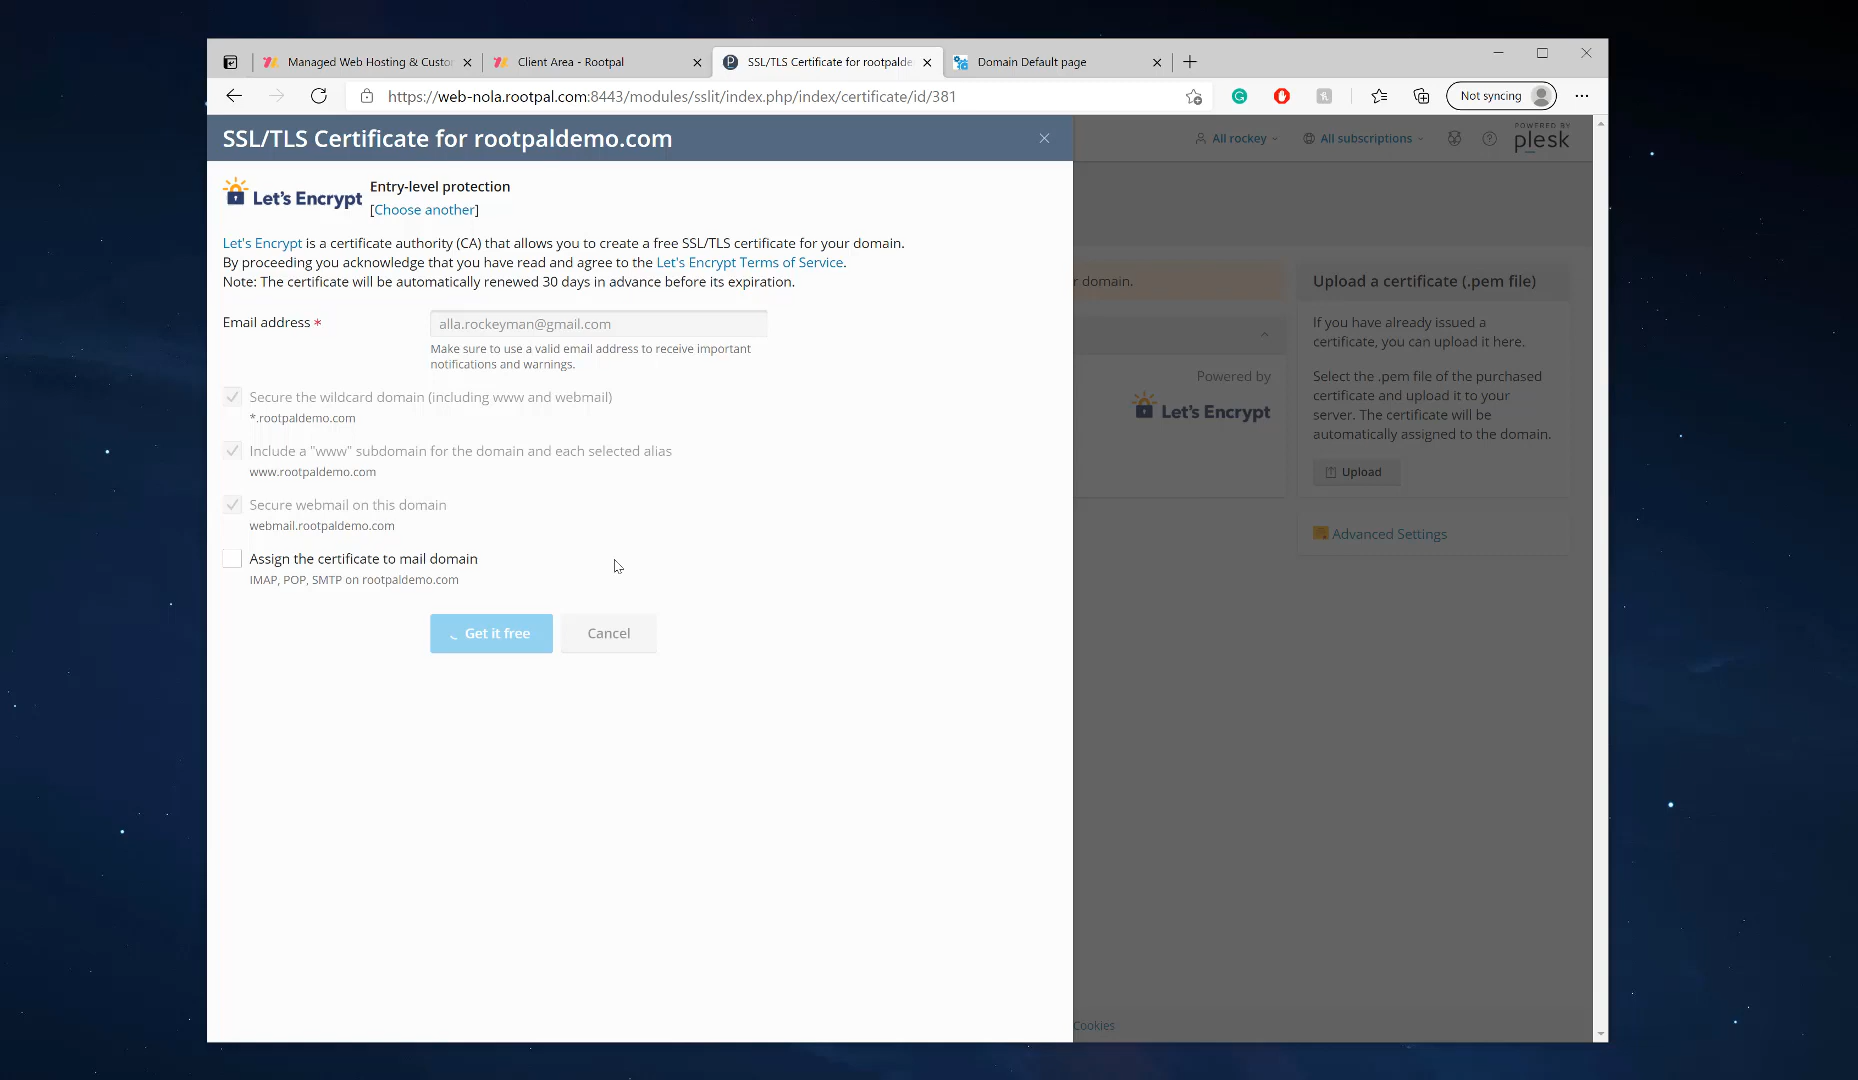 Managed Web Hosting & Custo
Client Area - Rootpal
SSL/TLS Certificate for rootpalde
Domain Default page
https://web-nola.rootpal.com:8443/modules/sslit/index.php/index/certificate/id/381
Not syncing
SSL/TLS Certificate for rootpaldemo.com
All rockey
All subscriptions
POWERED BY
plesk
Let's Encrypt
Entry-level protection
[Choose another]
Let's Encrypt is a certificate authority (CA) that allows you to create a free SSL/TLS certificate for your domain.
By proceeding you acknowledge that you have read and agree to the Let's Encrypt Terms of Service.
Note: The certificate will be automatically renewed 30 days in advance before its expiration.
Email address *
alla.rockeyman@gmail.com
Make sure to use a valid email address to receive important
notifications and warnings.
Secure the wildcard domain (including www and webmail)
*.rootpaldemo.com
Include a "www" subdomain for the domain and each selected alias
www.rootpaldemo.com
Secure webmail on this domain
webmail.rootpaldemo.com
Assign the certificate to mail domain
IMAP, POP, SMTP on rootpaldemo.com
Get it free
Cancel
r domain.
Powered by
Let's Encrypt
Upload a certificate (.pem file)
If you have already issued a
certificate, you can upload it here.
Select the .pem file of the purchased
certificate and upload it to your
server. The certificate will be
automatically assigned to the domain.
Upload
Advanced Settings
Cookies